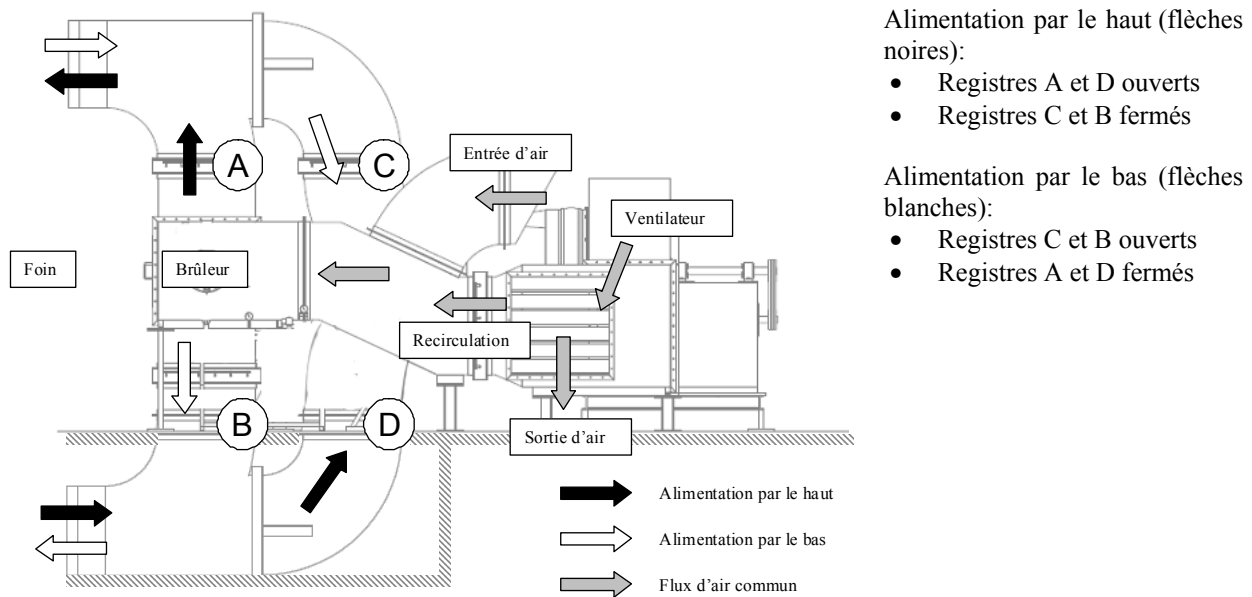 Alimentation par le haut (flèches
noires):
• Registres A et D ouverts
• Registres C et B fermés
Alimentation par le bas (flèches
blanches):
• Registres C et B ouverts
• Registres A et D fermés
A
C
Entrée d'air
Ventilateur
Foin
Brûleur
Recirculation
B
D
Sortie d'air
Alimentation par le haut
Alimentation par le bas
Flux d'air commun